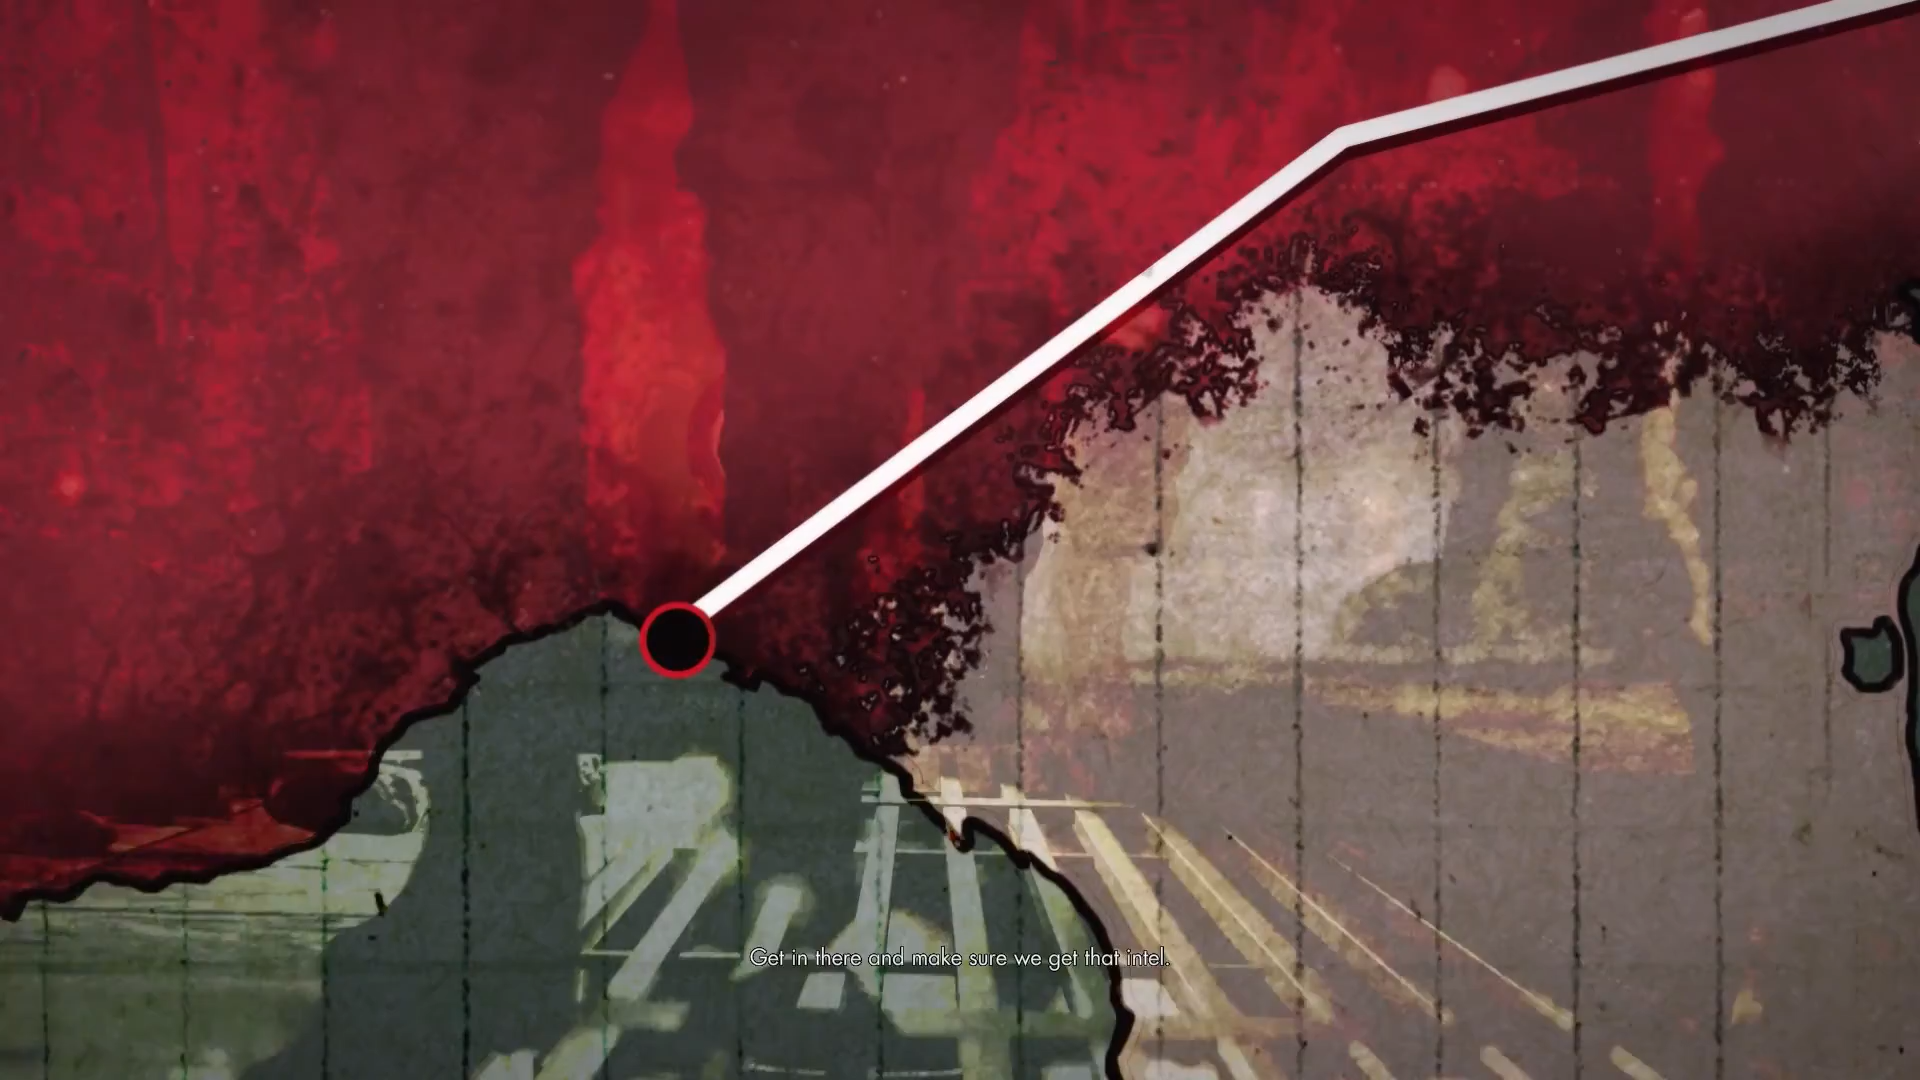 Get in there and make sure we get that intel.